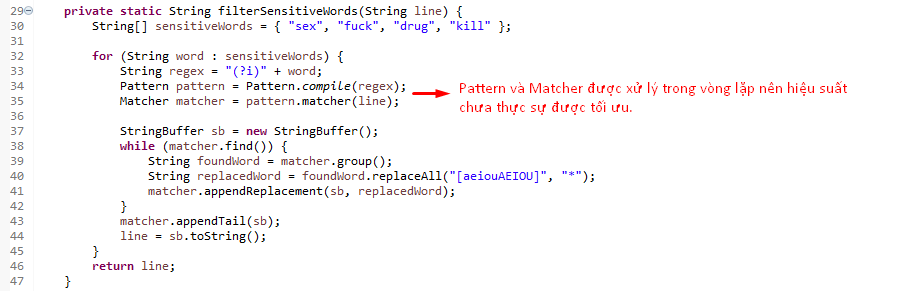 29 private static String filterSensitiveWords(String line) {
30 String[] sensitiveWords = { "sex", "fuck", "drug", "kill" };
31
32 for (String word : sensitiveWords) {
33 String regex = "(?i)" + word;
34 Pattern pattern = Pattern.compile(regex);
35 Matcher matcher = pattern.matcher(line);
Pattern và Matcher được xử lý trong vòng lặp nên hiệu suất
chưa thực sự được tối ưu.
36
37 StringBuffer sb = new StringBuffer();
38 while (matcher.find()) {
39 String foundWord = matcher.group();
40 String replacedWord = foundWord.replaceAll("[aeiouAEIOU]", "*");
41 matcher.appendReplacement(sb, replacedWord);
42 }
43 matcher.appendTail(sb);
44 line = sb.toString();
45 }
46 return line;
47 }